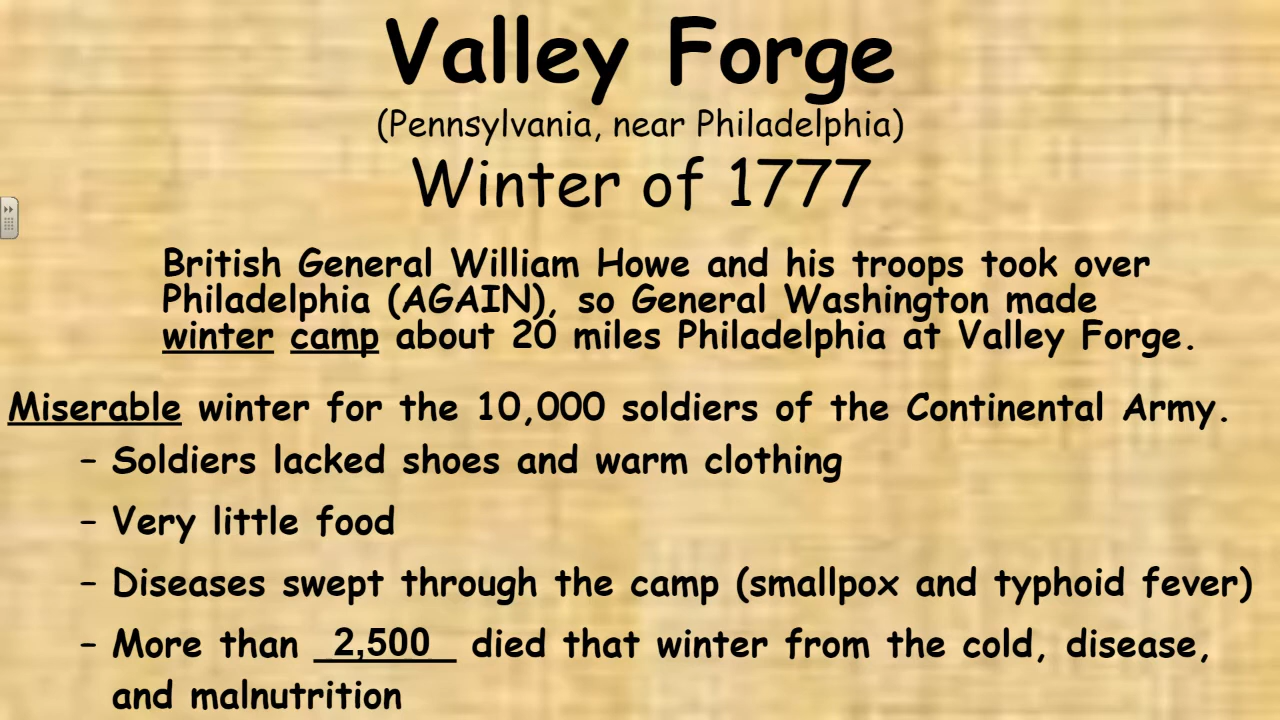 Valley Forge
(Pennsylvania, near Philadelphia)
Winter of 1777
British General William Howe and his troops took over
Philadelphia (AGAIN), so General Washington made
winter camp about 20 miles Philadelphia at Valley Forge.
Miserable winter for the 10,000 soldiers of the Continental Army.
– Soldiers lacked shoes and warm clothing
– Very little food
– Diseases swept through the camp (smallpox and typhoid fever)
– More than _2,500_ died that winter from the cold, disease,
and malnutrition